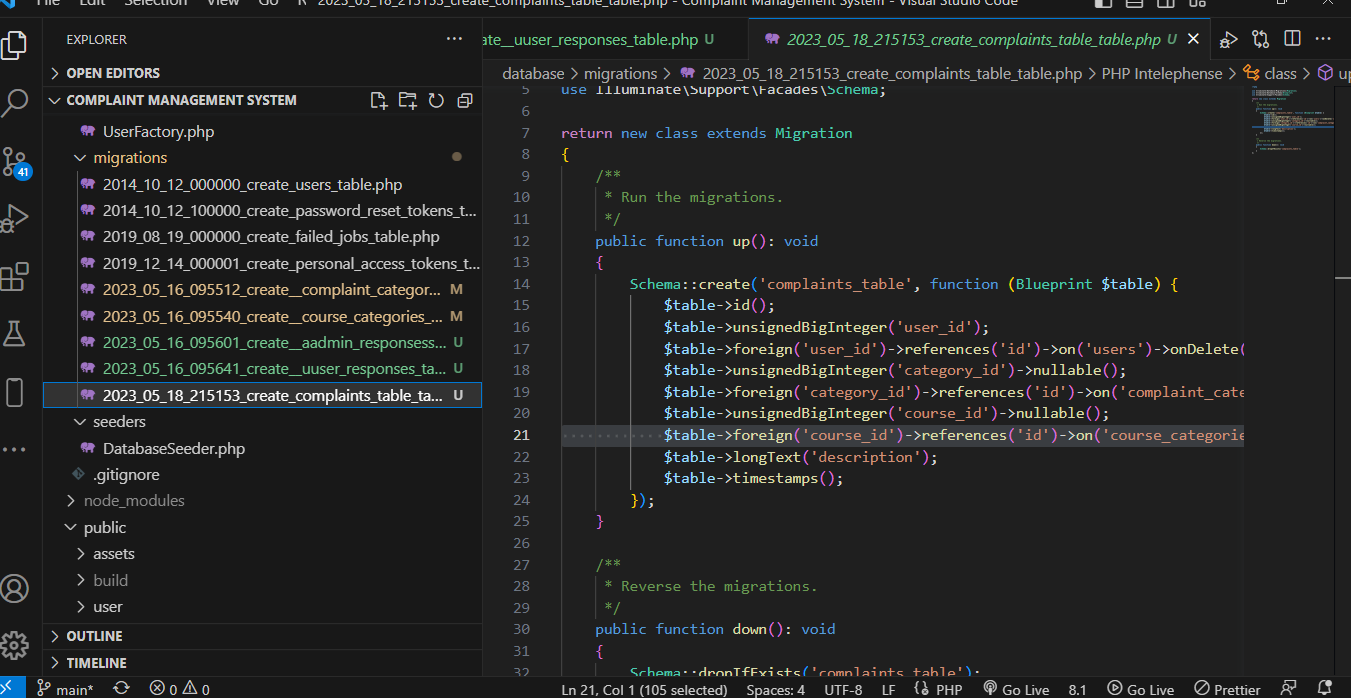 File Edit Selection View Go R 2023_05_18_215153_create_complaints_table_table.php - Complaint Management System - Visual Studio Code
EXPLORER
OPEN EDITORS
COMPLAINT MANAGEMENT SYSTEM
UserFactory.php
migrations
2014_10_12_000000_create_users_table.php
2014_10_12_100000_create_password_reset_tokens_t...
2019_08_19_000000_create_failed_jobs_table.php
2019_12_14_000001_create_personal_access_tokens_t...
2023_05_16_095512_create__complaint_categor... M
2023_05_16_095540_create__course_categories_... M
2023_05_16_095601_create__aadmin_responsess... U
2023_05_16_095641_create__uuser_responses_ta... U
2023_05_18_215153_create_complaints_table_ta... U
seeders
DatabaseSeeder.php
.gitignore
node_modules
public
assets
build
user
OUTLINE
TIMELINE
41
ate__uuser_responses_table.php U
2023_05_18_215153_create_complaints_table_table.php U
database > migrations > 2023_05_18_215153_create_complaints_table_table.php > PHP Intelephense > class > up
5 use Illuminate\Support\Facades\Schema;
6
7 return new class extends Migration
8 {
9 /**
10 * Run the migrations.
11 */
12 public function up(): void
13 {
14 Schema::create('complaints_table', function (Blueprint $table) {
15 $table->id();
16 $table->unsignedBigInteger('user_id');
17 $table->foreign('user_id')->references('id')->on('users')->onDelete(
18 $table->unsignedBigInteger('category_id')->nullable();
19 $table->foreign('category_id')->references('id')->on('complaint_cate
20 $table->unsignedBigInteger('course_id')->nullable();
21 $table->foreign('course_id')->references('id')->on('course_categorie
22 $table->longText('description');
23 $table->timestamps();
24 });
25 }
26
27 /**
28 * Reverse the migrations.
29 */
30 public function down(): void
31 {
32 Schema::dropIfExists('complaints_table');
main* 0 0 Ln 21, Col 1 (105 selected) Spaces: 4 UTF-8 LF PHP Go Live 8.1 Go Live Prettier